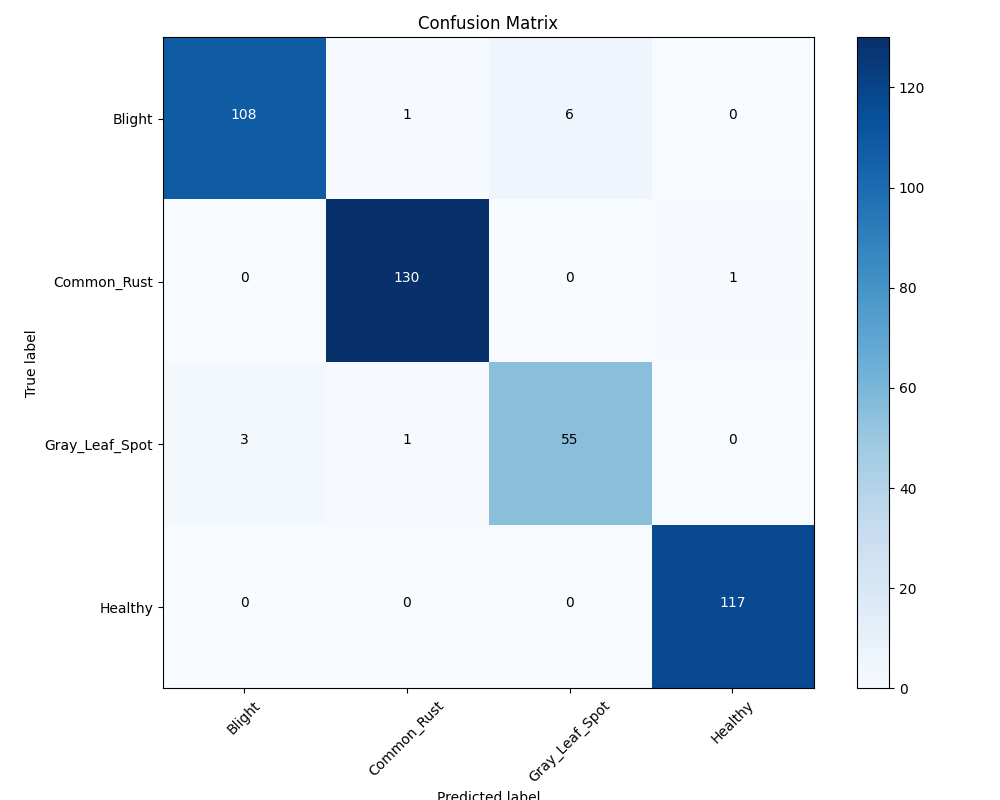 Confusion Matrix
Blight 108 1 6 0
Common_Rust 0 130 0 1
Gray_Leaf_Spot 3 1 55 0
Healthy 0 0 0 117
True label
Blight Common_Rust Gray_Leaf_Spot Healthy
Predicted label
120
100
80
60
40
20
0